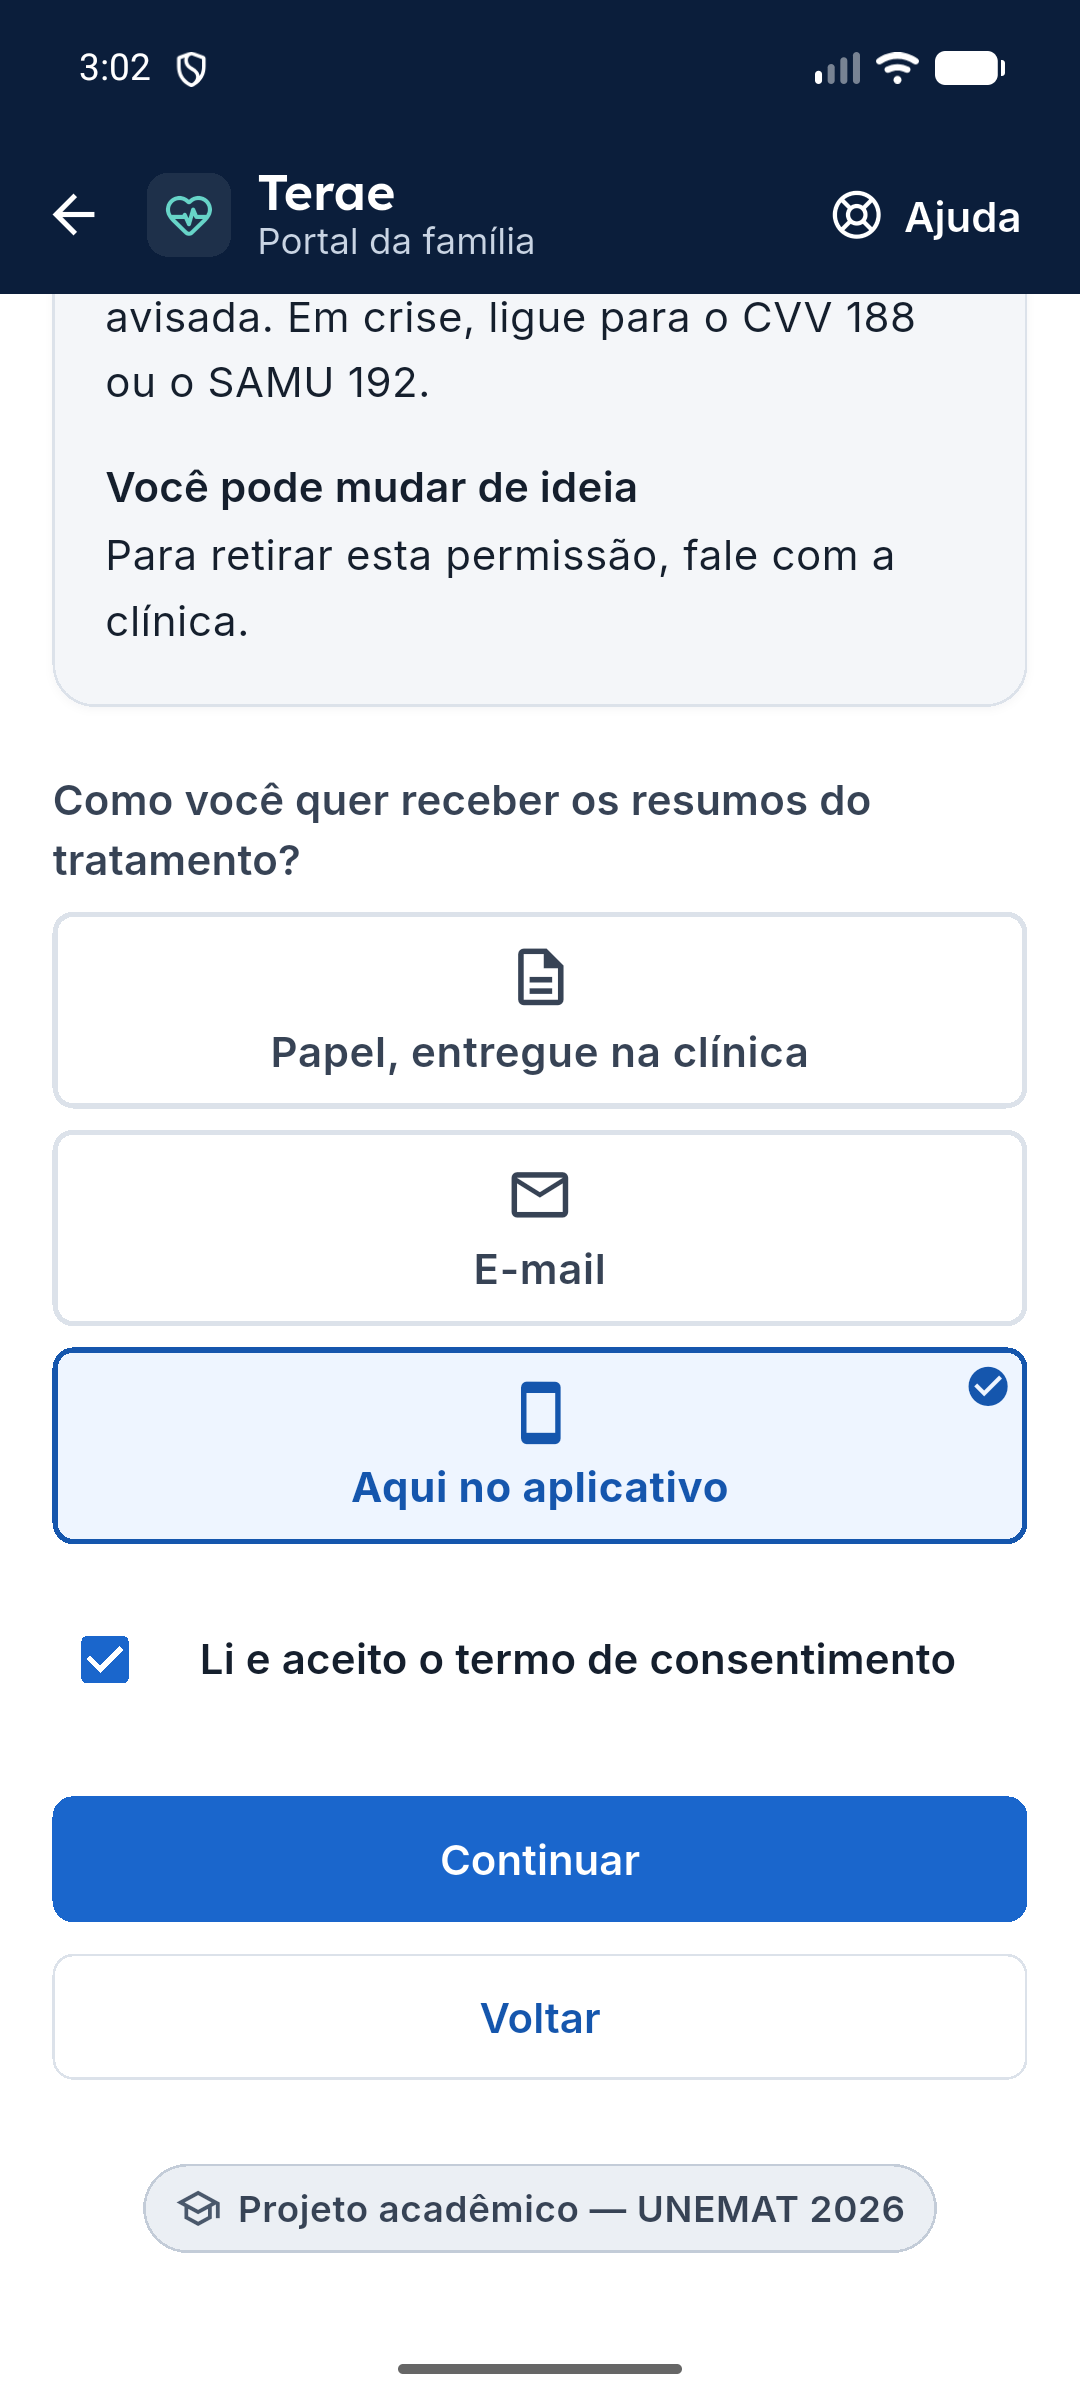 3:02
Terae
Portal da família
Ajuda
avisada. Em crise, ligue para o CVV 188
ou o SAMU 192.
Você pode mudar de ideia
Para retirar esta permissão, fale com a
clínica.
Como você quer receber os resumos do
tratamento?
Papel, entregue na clínica
E-mail
Aqui no aplicativo
Li e aceito o termo de consentimento
Continuar
Voltar
Projeto acadêmico — UNEMAT 2026